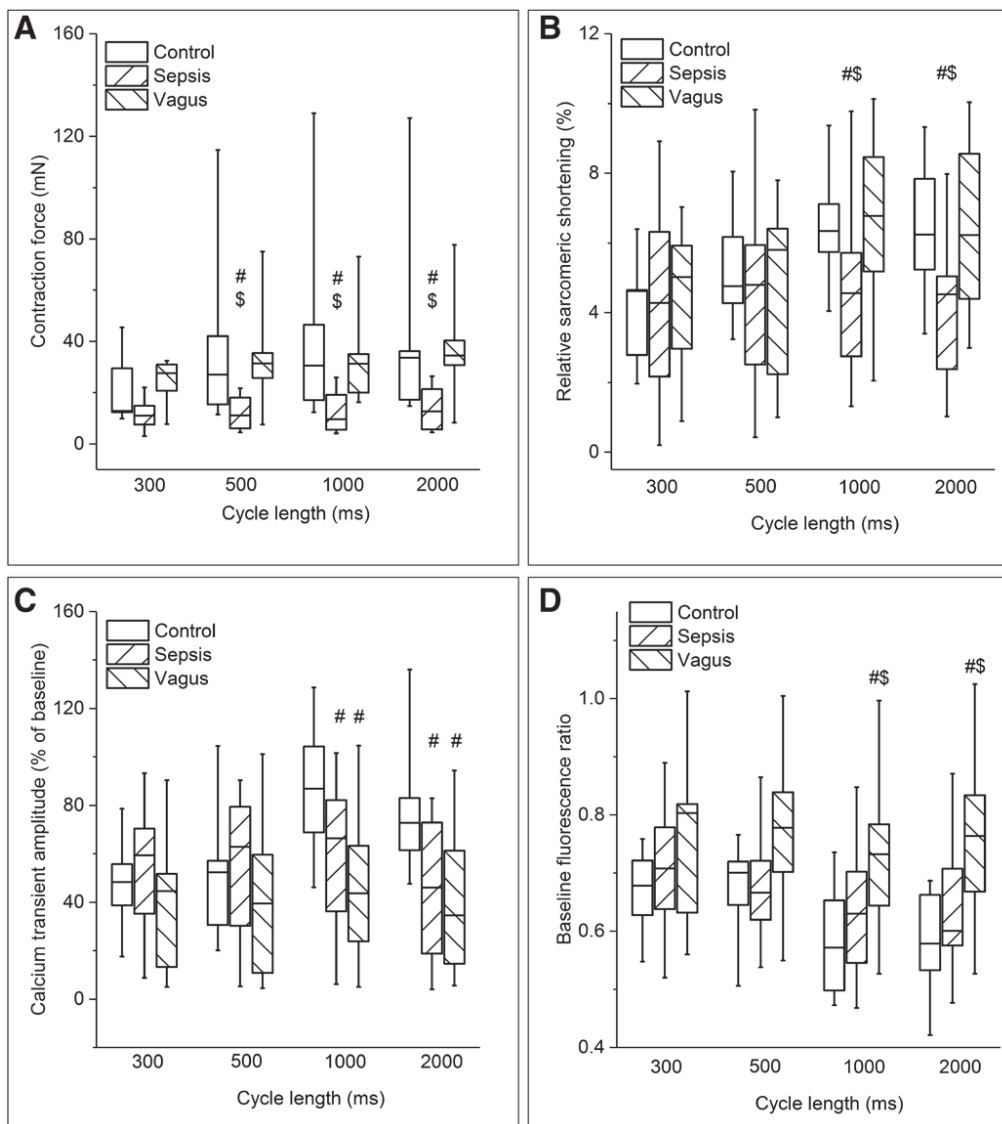 A
160
Control
Sepsis
Vagus
120
80
40
0
# # #
$ $ $
Contraction force (mN)
300 500 1000 2000
Cycle length (ms)
B
12
Control
Sepsis
Vagus
#$ #$
8
4
0
Relative sarcomeric shortening (%)
300 500 1000 2000
Cycle length (ms)
C
160
Control
Sepsis
Vagus
120
80
40
0
# # # #
Calcium transient amplitude (% of baseline)
300 500 1000 2000
Cycle length (ms)
D
Control
Sepsis
Vagus
#$ #$
1.0
0.8
0.6
0.4
Baseline fluorescence ratio
300 500 1000 2000
Cycle length (ms)